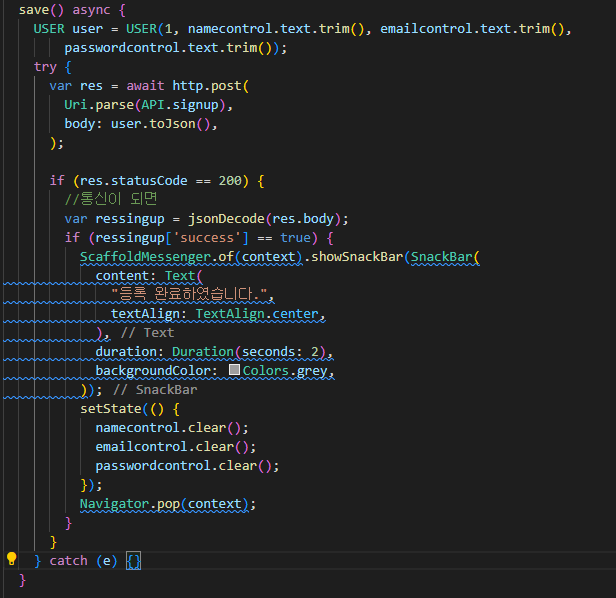 save() async {
USER user = USER(1, namecontrol.text.trim(), emailcontrol.text.trim(),
passwordcontrol.text.trim());
try {
var res = await http.post(
Uri.parse(API.signup),
body: user.toJson(),
);
if (res.statusCode == 200) {
//통신이 되면
var ressingup = jsonDecode(res.body);
if (ressingup['success'] == true) {
ScaffoldMessenger.of(context).showSnackBar(SnackBar(
content: Text(
"등록 완료하였습니다.",
textAlign: TextAlign.center,
), // Text
duration: Duration(seconds: 2),
backgroundColor: Colors.grey,
)); // SnackBar
setState(() {
namecontrol.clear();
emailcontrol.clear();
passwordcontrol.clear();
});
Navigator.pop(context);
}
}
} catch (e) {}
}